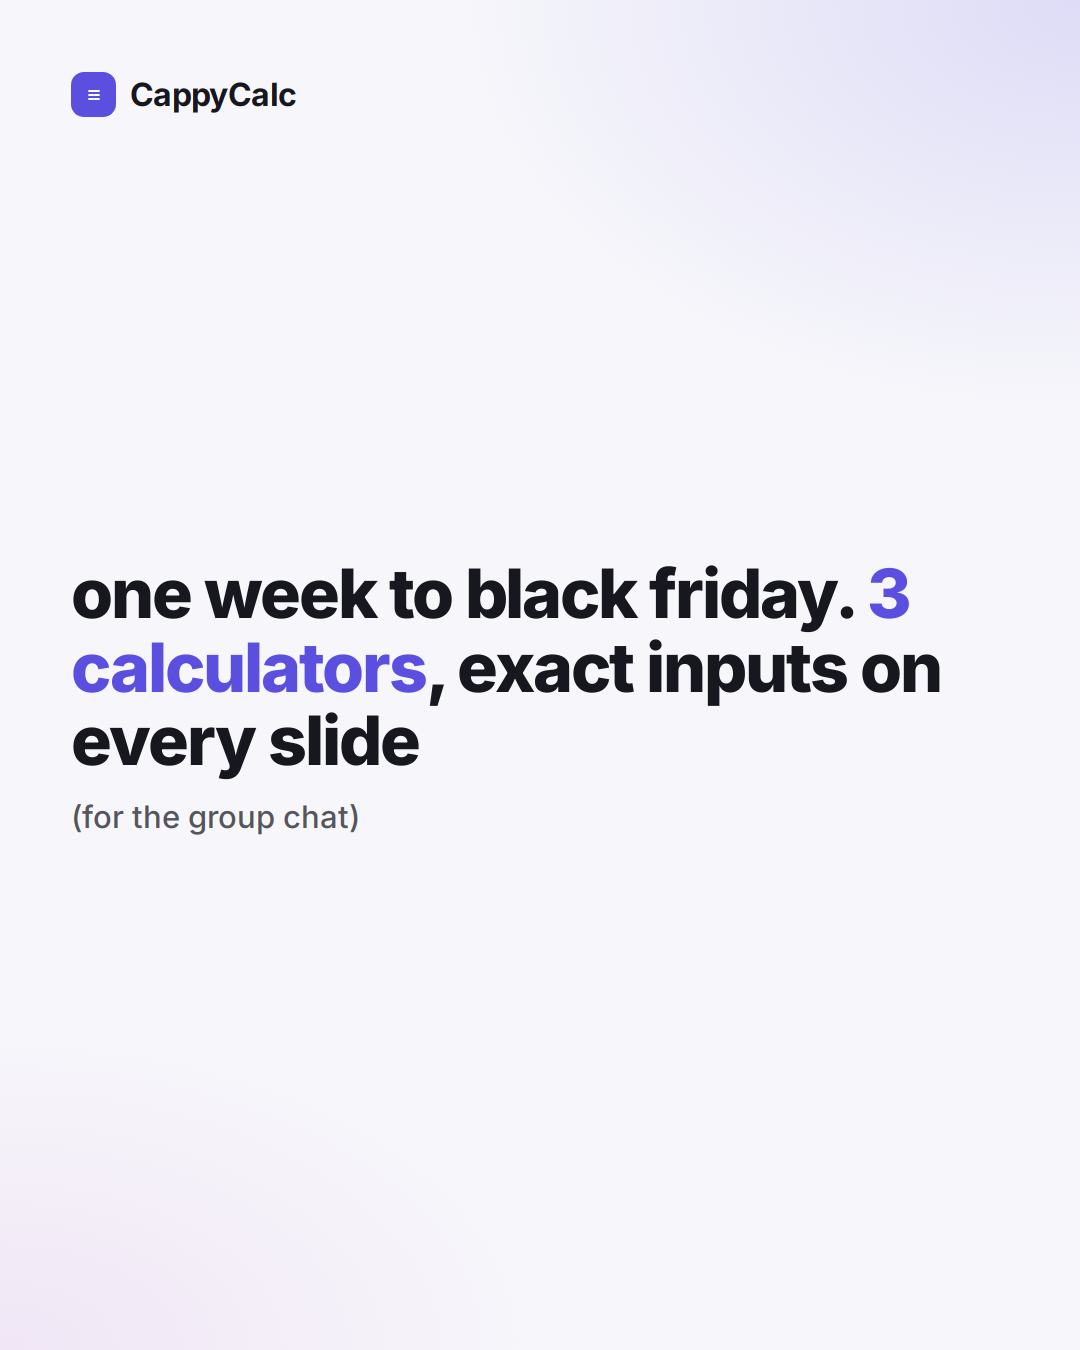 CappyCalc
one week to black friday. 3
calculators, exact inputs on
every slide
(for the group chat)